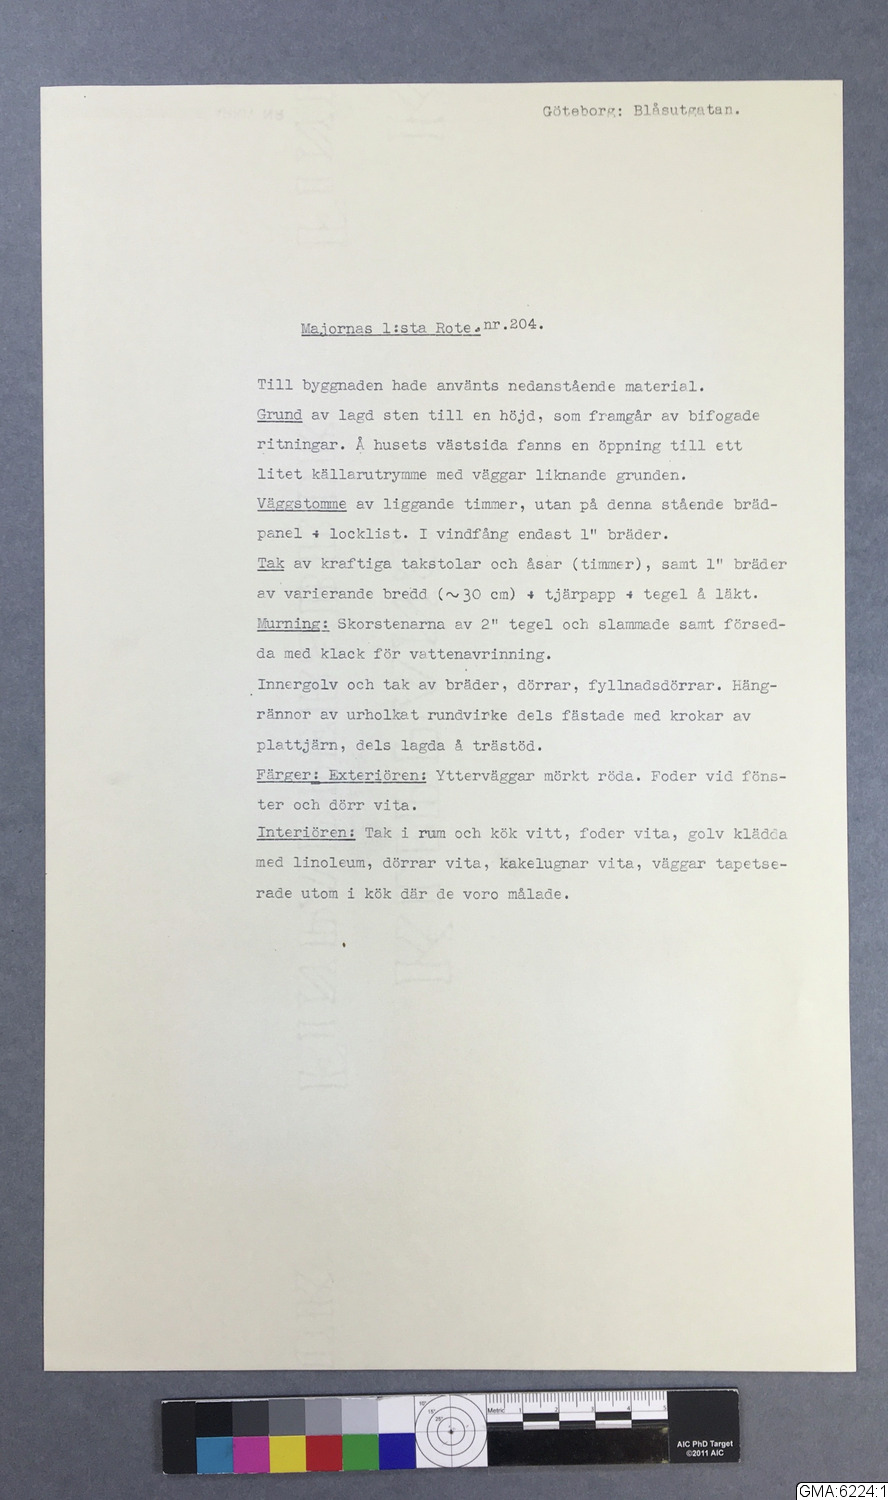 Göteborg: Blåsutgatan.
Majornas 1:sta Rote.nr.204.
Till byggnaden hade använts nedanstående material.
Grund av lagd sten till en höjd, som framgår av bifogade
ritningar. Å husets västsida fanns en öppning till ett
litet källarutrymme med väggar liknande grunden.
Väggstomme av liggande timmer, utan på denna stående bräd-
panel + locklist. I vindfång endast 1" bräder.
Tak av kraftiga takstolar och åsar (timmer), samt 1" bräder
av varierande bredd (~30 cm) + tjärpapp + tegel å läkt.
Murning: Skorstenarna av 2" tegel och slammade samt försed-
da med klack för vattenavrinning.
Innergolv och tak av bräder, dörrar, fyllnadsdörrar. Häng-
rännor av urholkat rundvirke dels fästade med krokar av
plattjärn, dels lagda å trästöd.
Färger: Exteriören: Ytterväggar mörkt röda. Foder vid föns-
ter och dörr vita.
Interiören: Tak i rum och kök vitt, foder vita, golv klädda
med linoleum, dörrar vita, kakelugnar vita, väggar tapetse-
rade utom i kök där de voro målade.
Metric 1 2 3 4 5
AIC PhD Target
©2011 AIC
GMA:6224:1